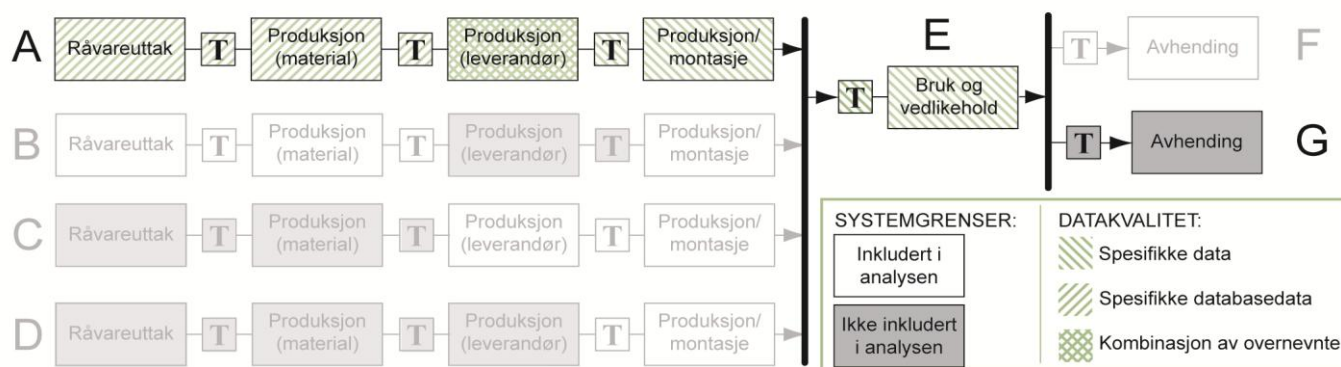 A
Råvareuttak
T
Produksjon
(material)
T
Produksjon
(leverandør)
T
Produksjon/
montasje
B
Råvareuttak
T
Produksjon
(material)
T
Produksjon
(leverandør)
T
Produksjon/
montasje
C
Råvareuttak
T
Produksjon
(material)
T
Produksjon
(leverandør)
T
Produksjon/
montasje
D
Råvareuttak
T
Produksjon
(material)
T
Produksjon
(leverandør)
T
Produksjon/
montasje
E
T
Bruk og
vedlikehold
T
Avhending
F
T
Avhending
G
SYSTEMGRENSER:
Inkludert i
analysen
Ikke inkludert
i analysen
DATAKVALITET:
Spesifikke data
Spesifikke databasedata
Kombinasjon av overnevnte